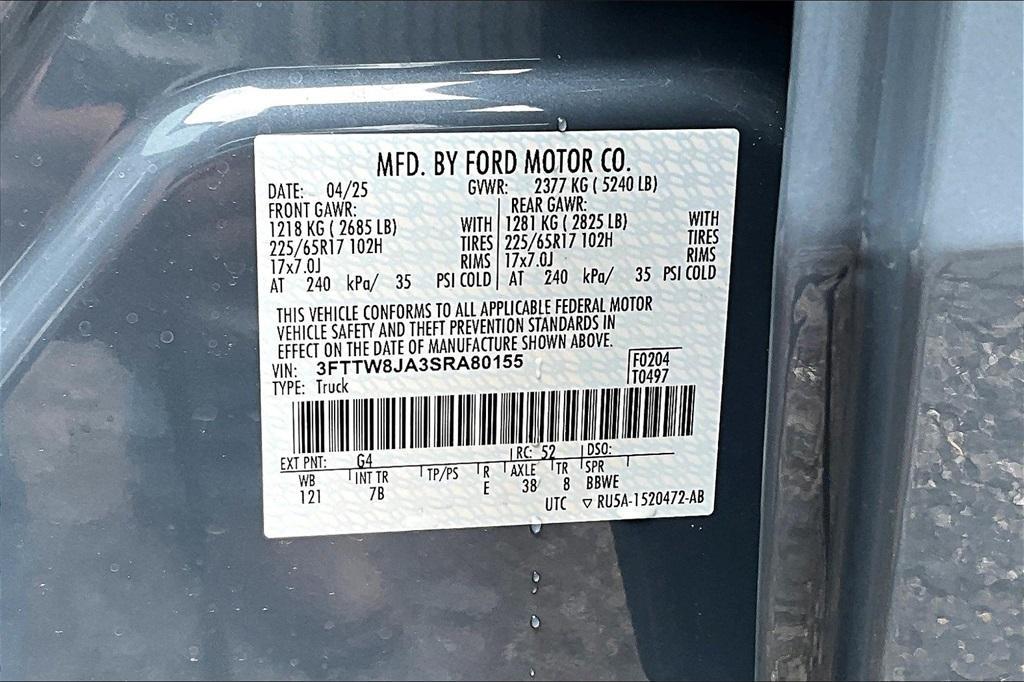 MFD. BY FORD MOTOR CO.
DATE: 04/25 GVWR: 2377 KG ( 5240 LB)
FRONT GAWR: REAR GAWR:
1218 KG ( 2685 LB) WITH 1281 KG ( 2825 LB) WITH
225/65R17 102H TIRES 225/65R17 102H TIRES
17x7.0J RIMS 17x7.0J RIMS
AT 240 kPa/ 35 PSI COLD AT 240 kPa/ 35 PSI COLD
THIS VEHICLE CONFORMS TO ALL APPLICABLE FEDERAL MOTOR
VEHICLE SAFETY AND THEFT PREVENTION STANDARDS IN
EFFECT ON THE DATE OF MANUFACTURE SHOWN ABOVE.
VIN: 3FTTW8JA3SRA80155 F0204
TYPE: Truck T0497
EXT PNT: G4 RC: 52 DSO:
WB INT TR TP/PS R AXLE TR SPR
121 7B E 38 8 BBWE
UTC ▽ RU5A-1520472-AB